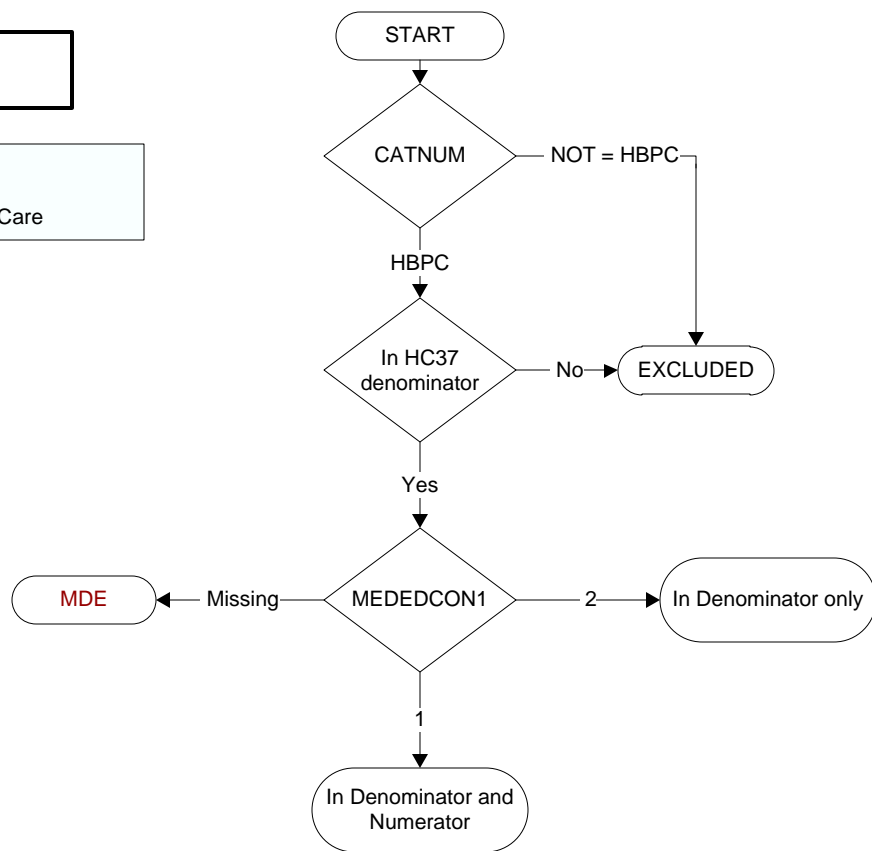 START
CATNUM
NOT = HBPC
Care
HBPC
In HC37
denominator
No
EXCLUDED
Yes
MDE
Missing
MEDEDCON1
2
In Denominator only
1
In Denominator and
Numerator